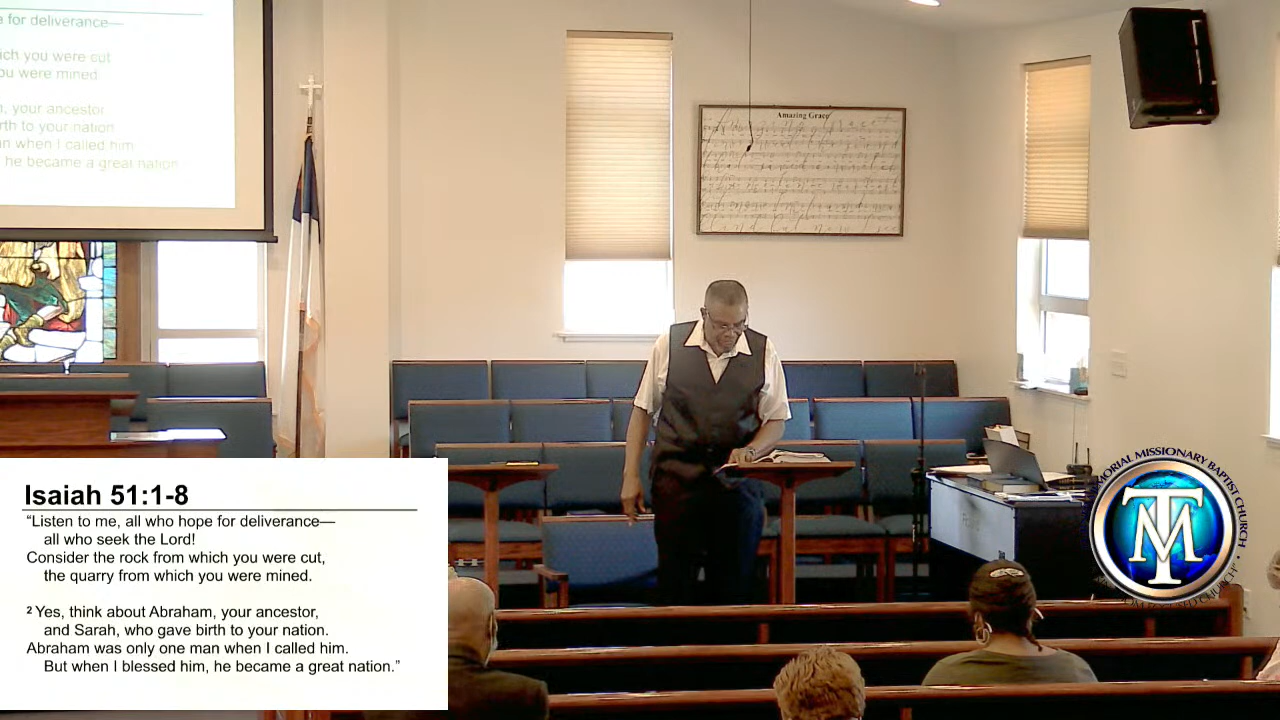 a for deliverance—
ich you were cut
ou were mined
, your ancestor
rth to your nation
n when I called him
he became a great nation
Amazing Grace
Isaiah 51:1-8
“Listen to me, all who hope for deliverance—
all who seek the Lord!
Consider the rock from which you were cut,
the quarry from which you were mined.
² Yes, think about Abraham, your ancestor,
and Sarah, who gave birth to your nation.
Abraham was only one man when I called him.
But when I blessed him, he became a great nation.”
MORIAL MISSIONARY BAPTIST CHURCH
TM